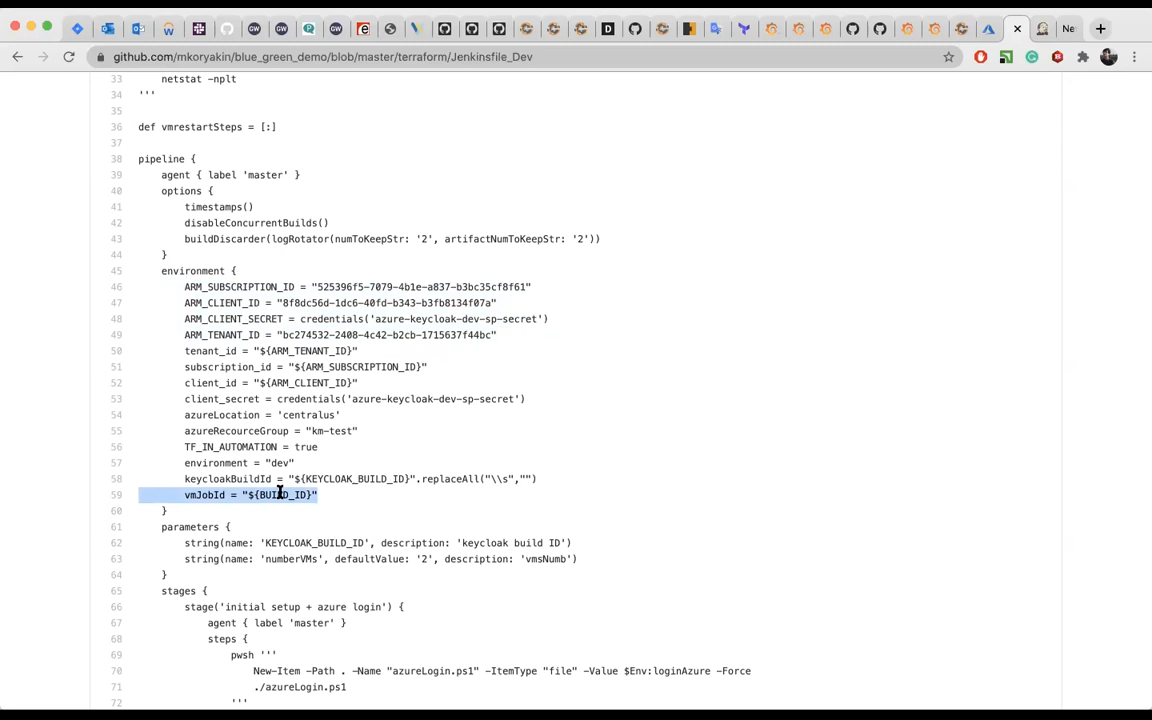 Ne
github.com/mkoryakin/blue_green_demo/blob/master/terraform/Jenkinsfile_Dev
33 netstat -nplt
34 '''
35
36 def vmrestartSteps = [:]
37
38 pipeline {
39 agent { label 'master' }
40 options {
41 timestamps()
42 disableConcurrentBuilds()
43 buildDiscarder(logRotator(numToKeepStr: '2', artifactNumToKeepStr: '2'))
44 }
45 environment {
46 ARM_SUBSCRIPTION_ID = "525396f5-7079-4b1e-a837-b3bc35cf8f61"
47 ARM_CLIENT_ID = "8f8dc56d-1dc6-40fd-b343-b3fb8134f07a"
48 ARM_CLIENT_SECRET = credentials('azure-keycloak-dev-sp-secret')
49 ARM_TENANT_ID = "bc274532-2408-4c42-b2cb-1715637f44bc"
50 tenant_id = "${ARM_TENANT_ID}"
51 subscription_id = "${ARM_SUBSCRIPTION_ID}"
52 client_id = "${ARM_CLIENT_ID}"
53 client_secret = credentials('azure-keycloak-dev-sp-secret')
54 azureLocation = 'centralus'
55 azureRecourceGroup = "km-test"
56 TF_IN_AUTOMATION = true
57 environment = "dev"
58 keycloakBuildId = "${KEYCLOAK_BUILD_ID}".replaceAll("\\s","")
59 vmJobId = "${BUILD_ID}"
60 }
61 parameters {
62 string(name: 'KEYCLOAK_BUILD_ID', description: 'keycloak build ID')
63 string(name: 'numberVMs', defaultValue: '2', description: 'vmsNumb')
64 }
65 stages {
66 stage('initial setup + azure login') {
67 agent { label 'master' }
68 steps {
69 pwsh '''
70 New-Item -Path . -Name "azureLogin.ps1" -ItemType "file" -Value $Env:loginAzure -Force
71 ./azureLogin.ps1
72 '''